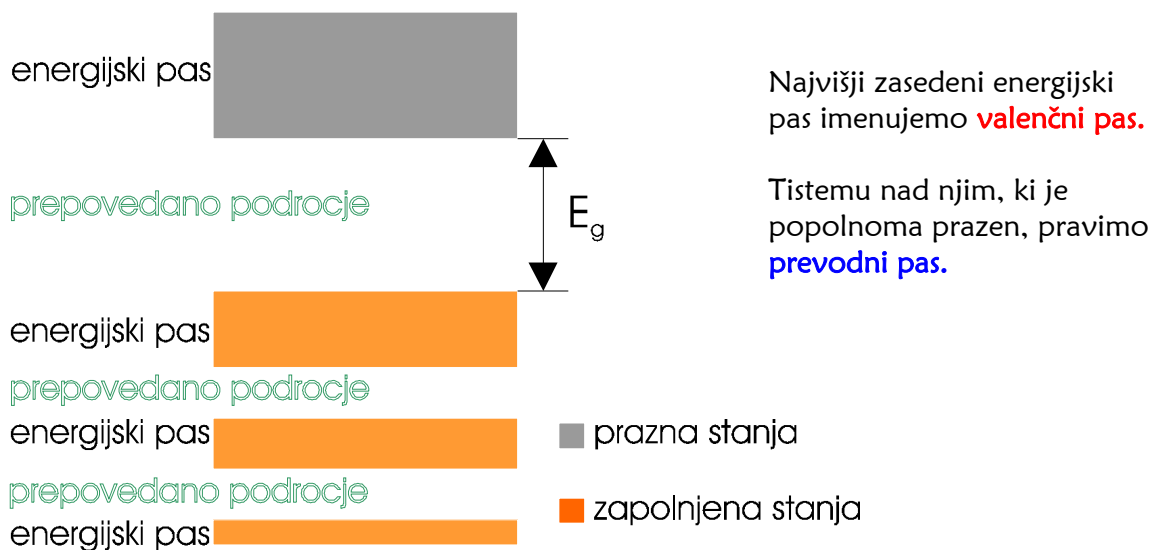 energijski pas
prepovedano podrocje
E_g
energijski pas
prepovedano podrocje
energijski pas
prepovedano podrocje
energijski pas
prazna stanja
zapolnjena stanja
Najvišji zasedeni energijski
pas imenujemo valenčni pas.
Tistemu nad njim, ki je
popolnoma prazen, pravimo
prevodni pas.